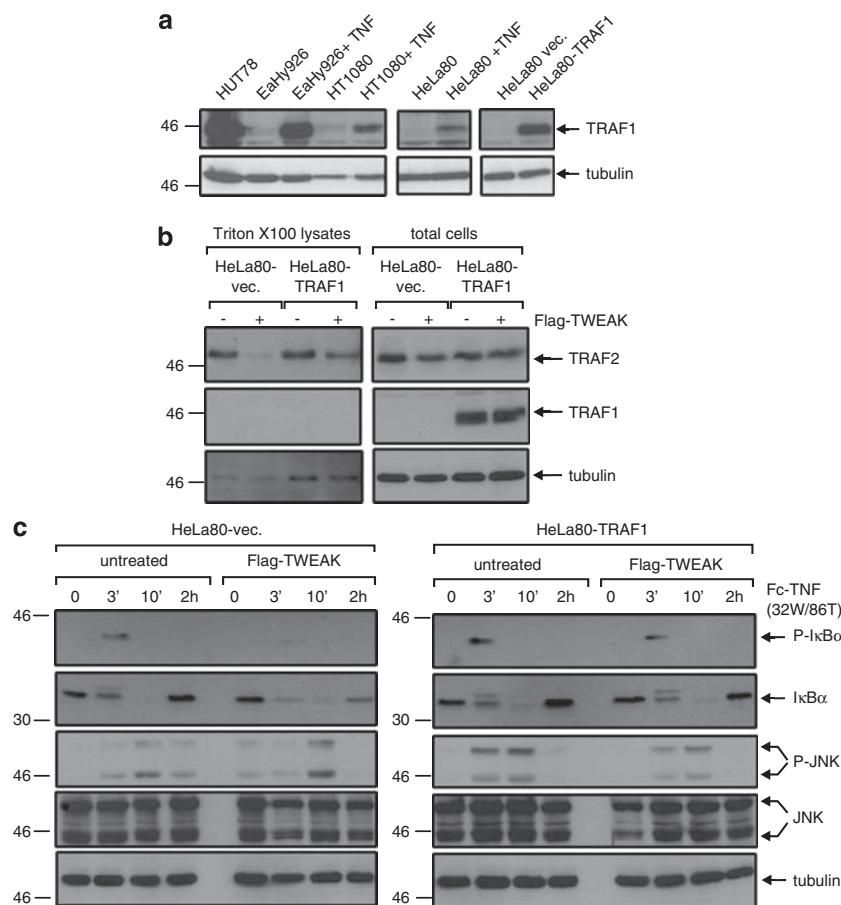 a
HUT78
EaHy926
EaHy926+ TNF
HT1080
HT1080+ TNF
HeLa80
HeLa80 +TNF
HeLa80 vec.
HeLa80-TRAF1
46
TRAF1
46
tubulin
b
Triton X100 lysates total cells
HeLa80-vec. HeLa80-TRAF1 HeLa80-vec. HeLa80-TRAF1
- + - + - + - + Flag-TWEAK
46 TRAF2
46 TRAF1
46 tubulin
c
HeLa80-vec. HeLa80-TRAF1
untreated Flag-TWEAK untreated Flag-TWEAK
0 3' 10' 2h 0 3' 10' 2h 0 3' 10' 2h 0 3' 10' 2h Fc-TNF
(32W/86T)
46 46 P-IκBα
IκBα
30 30
P-JNK
46 46
46 46 JNK
46 46 tubulin